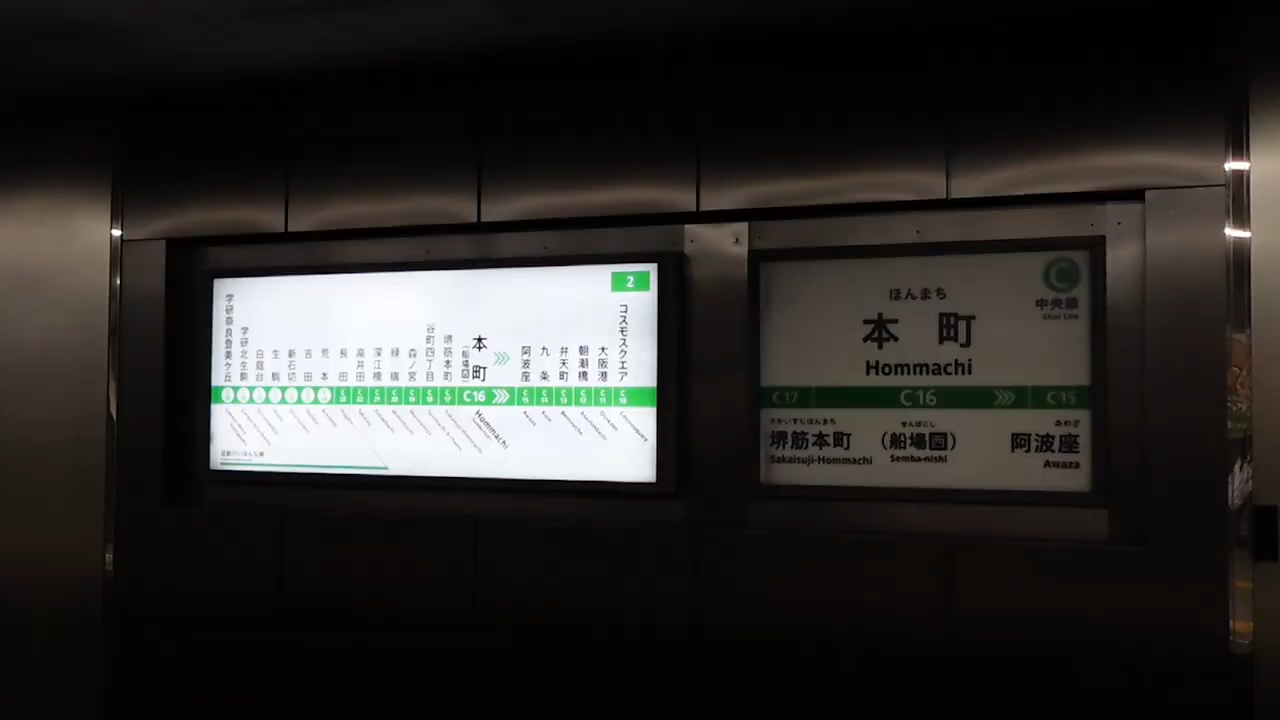 2
学研奈良登美ケ丘
学研北生駒
白庭台
生駒
新石切
吉田
荒本
長田
高井田
深江橋
緑橋
森ノ宮
谷町四丁目
堺筋本町
本町
(船場西)
阿波座
九条
弁天町
朝潮橋
大阪港
コスモスクエア
C16
Hommachi
Awaza
Cosmosquare
C
中央線
Chuo Line
ほんまち
本町
Hommachi
C17 C16 C15
さかいすじほんまち
堺筋本町
Sakaisuji-Hommachi
せんばにし
(船場西)
Semba-nishi
あわざ
阿波座
Awaza